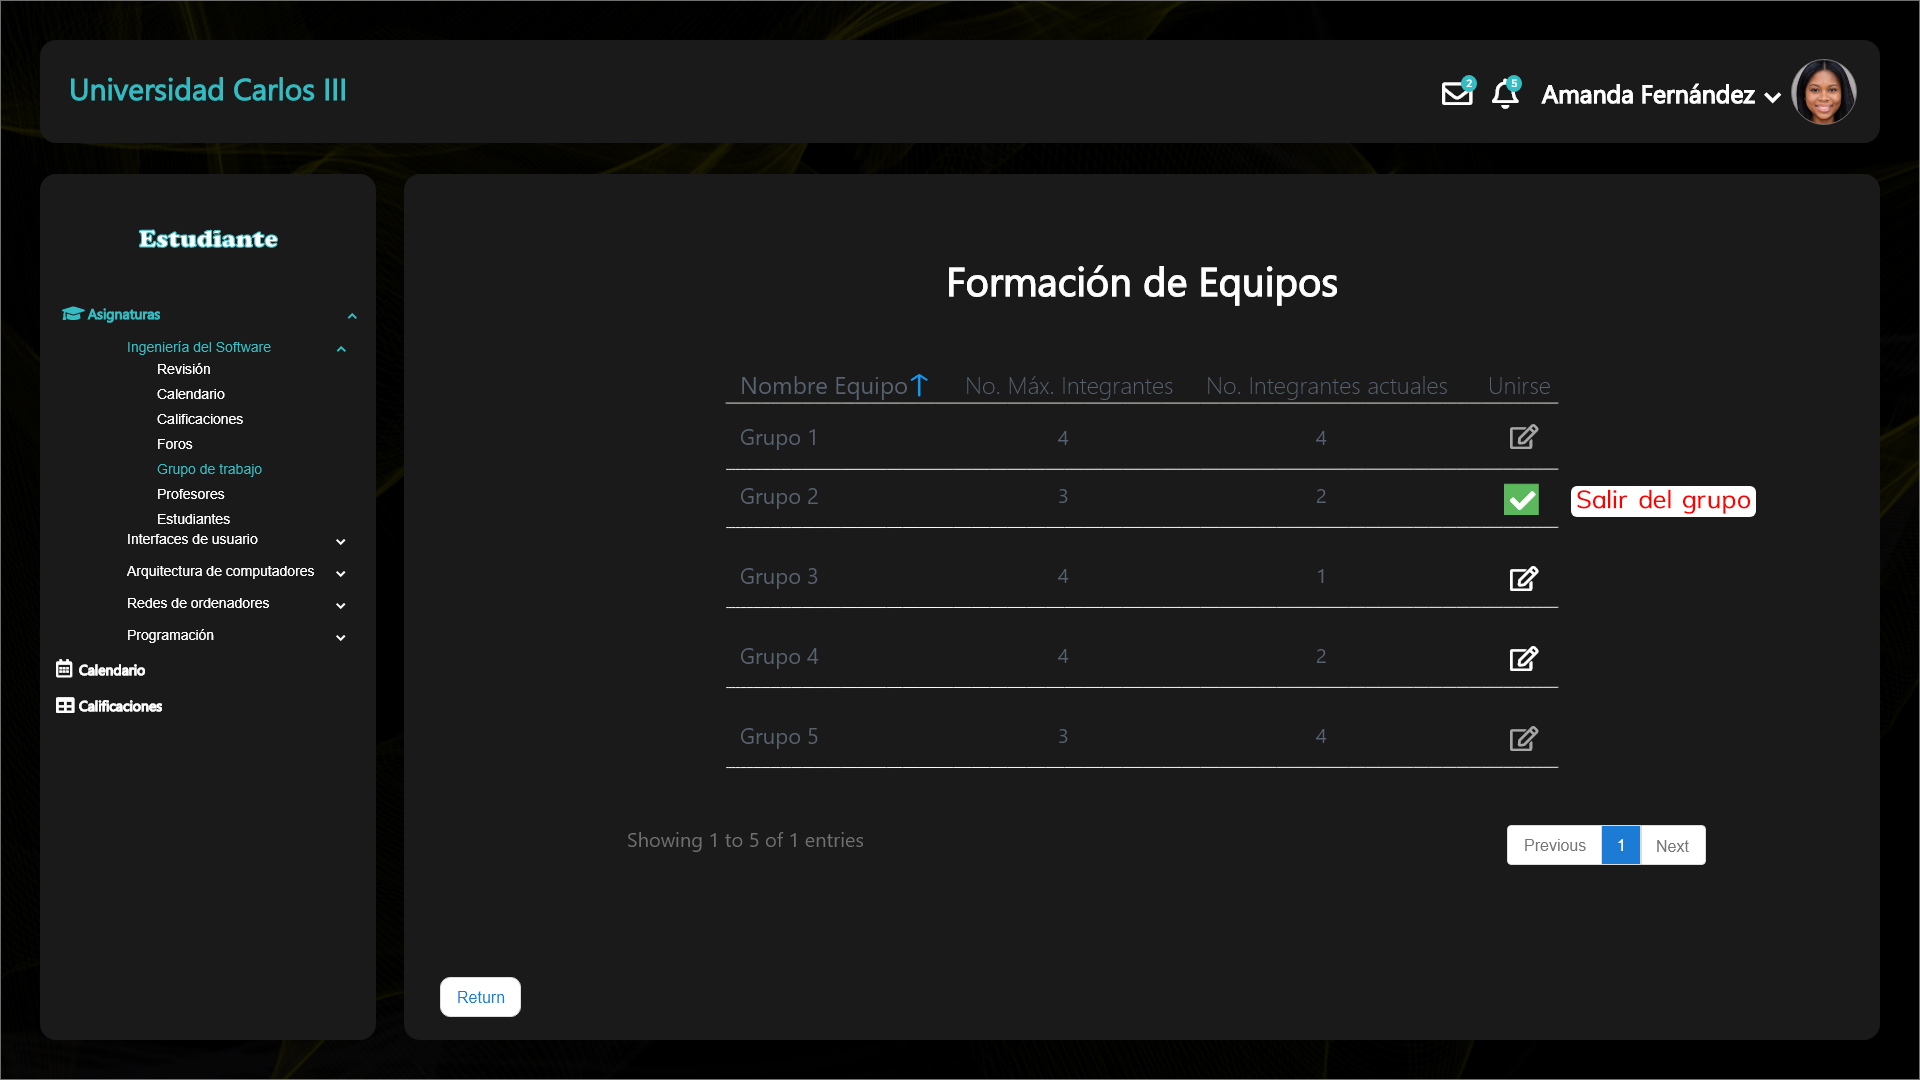 Universidad Carlos III
2
5
Amanda Fernández
Estudiante
Asignaturas
Ingeniería del Software
Revisión
Calendario
Calificaciones
Foros
Grupo de trabajo
Profesores
Estudiantes
Interfaces de usuario
Arquitectura de computadores
Redes de ordenadores
Programación
Calendario
Calificaciones
Formación de Equipos
Nombre Equipo No. Máx. Integrantes No. Integrantes actuales Unirse
Grupo 1 4 4
Grupo 2 3 2 Salir del grupo
Grupo 3 4 1
Grupo 4 4 2
Grupo 5 3 4
Showing 1 to 5 of 1 entries
Previous 1 Next
Return